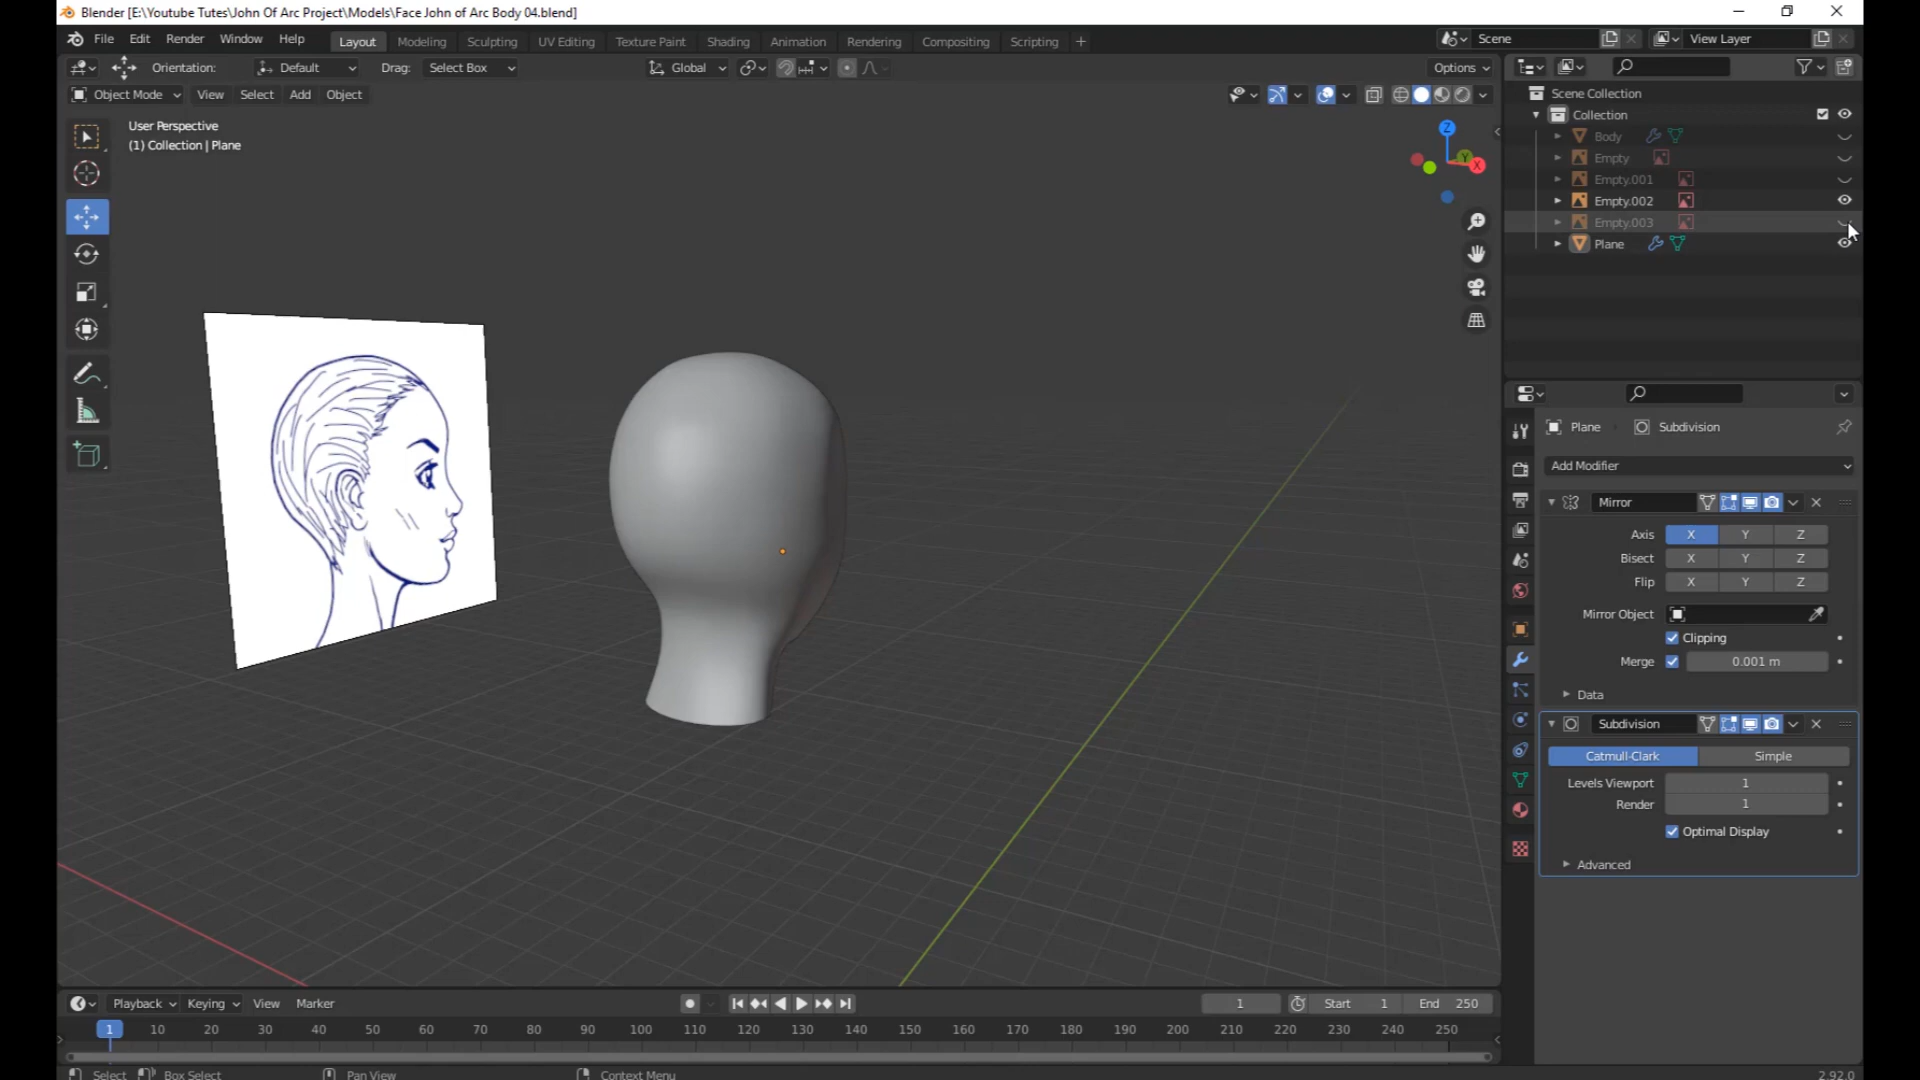 Blender [E:\Youtube Tutes\John Of Arc Project\Models\Face John of Arc Body 04.blend]
File Edit Render Window Help Layout Modeling Sculpting UV Editing Texture Paint Shading Animation Rendering Compositing Scripting + Scene View Layer
Orientation: Default Drag: Select Box Global Options
Object Mode View Select Add Object
User Perspective
(1) Collection | Plane
Z
Y
X
Scene Collection
Collection
Body
Empty
Empty.001
Empty.002
Empty.003
Plane
Plane Subdivision
Add Modifier
Mirror
Axis X Y Z
Bisect X Y Z
Flip X Y Z
Mirror Object
Clipping
Merge 0.001 m
Data
Subdivision
Catmull-Clark Simple
Levels Viewport 1
Render 1
Optimal Display
Advanced
Playback Keying View Marker 1 Start 1 End 250
1 10 20 30 40 50 60 70 80 90 100 110 120 130 140 150 160 170 180 190 200 210 220 230 240 250
Select Box Select Pan View Context Menu 2.92.0